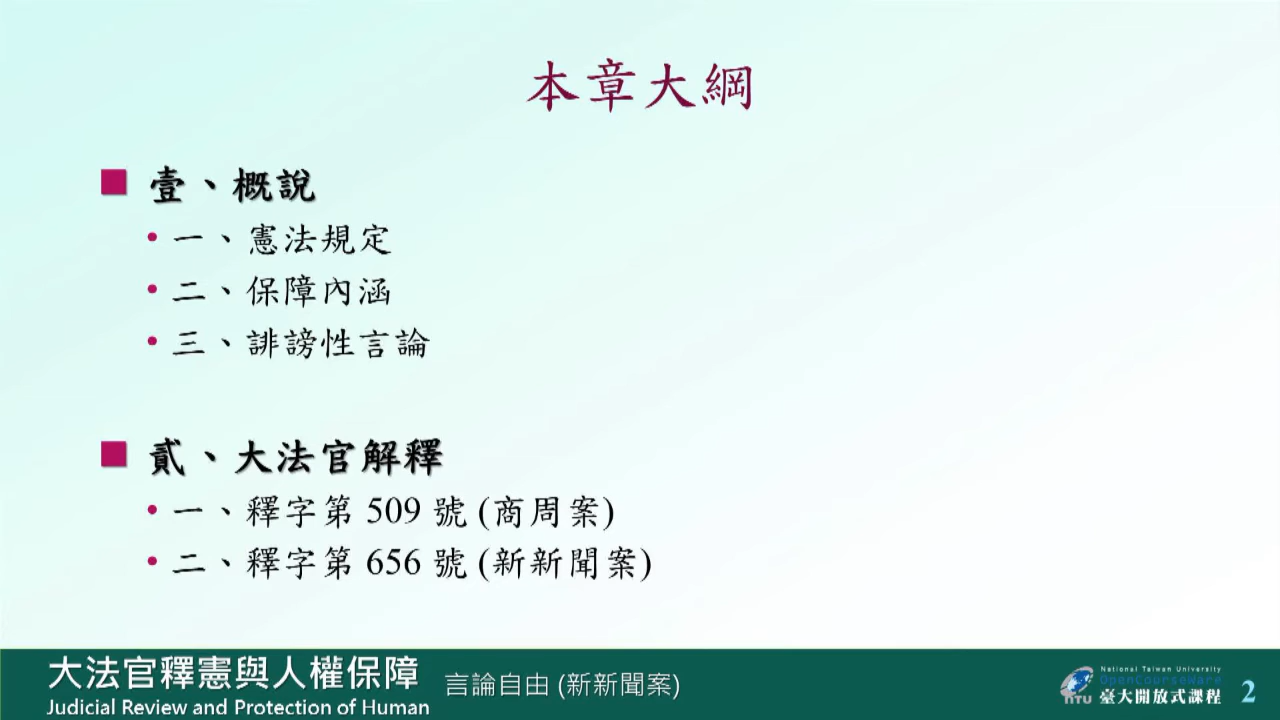 本章大綱
壹、概說
一、憲法規定
二、保障內涵
三、誹謗性言論
貳、大法官解釋
一、釋字第 509 號 (商周案)
二、釋字第 656 號 (新新聞案)
大法官釋憲與人權保障
Judicial Review and Protection of Human
言論自由 (新新聞案)
National Taiwan University
OpenCourseWare
NTU 臺大開放式課程
2